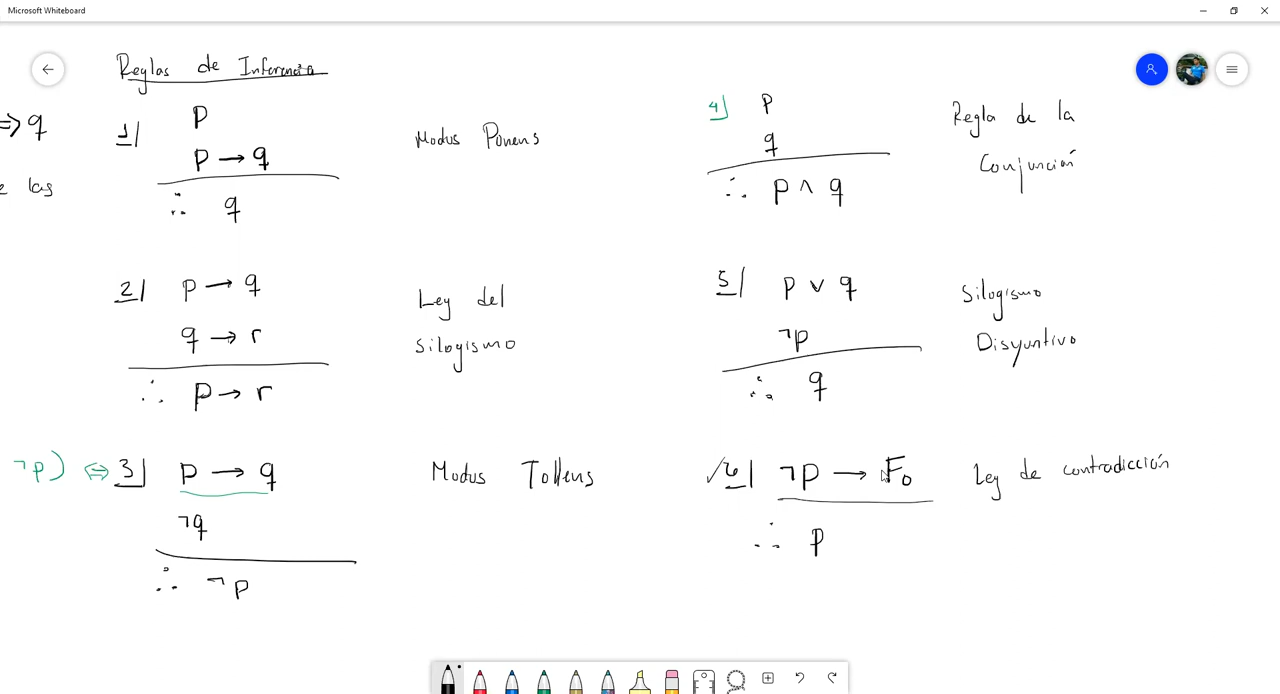 Microsoft Whiteboard
Reglas de Inferencia
⇒ q
e las
1| p
p → q
∴ q
Modus Ponens
2| p → q
q → r
∴ p → r
Ley del
silogismo
¬p) ⇔ 3| p → q
¬q
∴ ¬p
Modus Tollens
4| p
q
∴ p ∧ q
Regla de la
Conjunción
5| p ∨ q
¬p
∴ q
Silogismo
Disyuntivo
✓6| ¬p → F₀
∴ p
Ley de contradicción